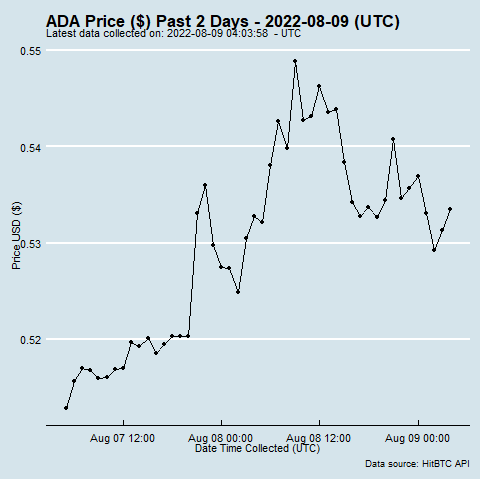 ADA Price ($) Past 2 Days - 2022-08-09 (UTC)
Latest data collected on: 2022-08-09 04:03:58  - UTC
0.55
0.54
0.53
0.52
Price USD ($)
Aug 07 12:00
Aug 08 00:00
Aug 08 12:00
Aug 09 00:00
Date Time Collected (UTC)
Data source: HitBTC API